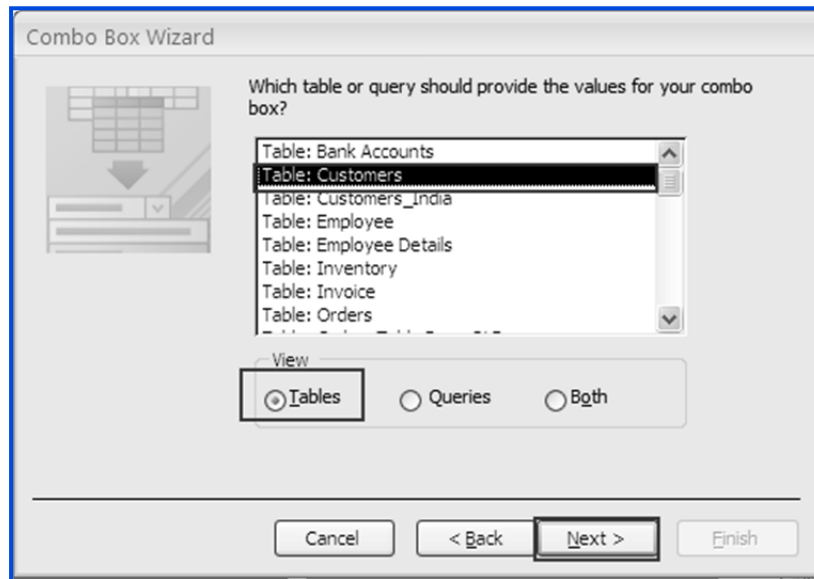 Combo Box Wizard
Which table or query should provide the values for your combo
box?
Table: Bank Accounts
Table: Customers
Table: Customers_India
Table: Employee
Table: Employee Details
Table: Inventory
Table: Invoice
Table: Orders
View
Tables
Queries
Both
Cancel
< Back
Next >
Finish